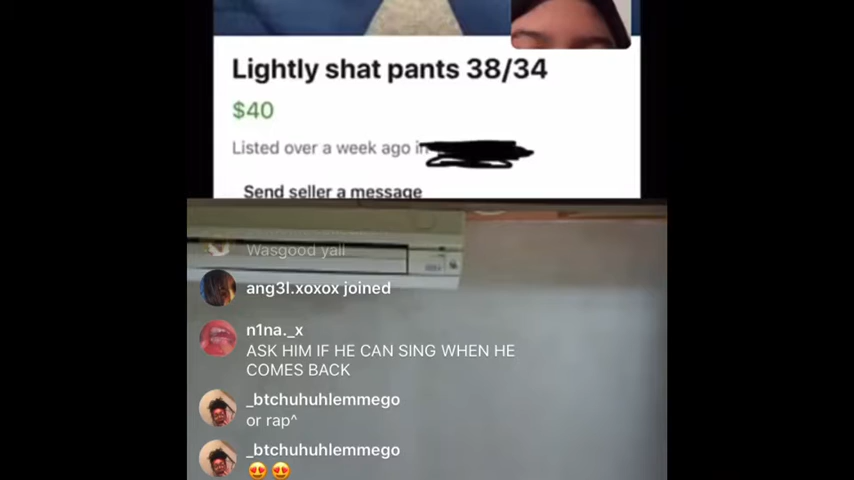 Lightly shat pants 38/34
$40
Listed over a week ago in
Send seller a message
Wasgood yall
ang3l.xoxox joined
n1na._x
ASK HIM IF HE CAN SING WHEN HE
COMES BACK
_btchuhuhlemmego
or rap^
_btchuhuhlemmego
😍😍